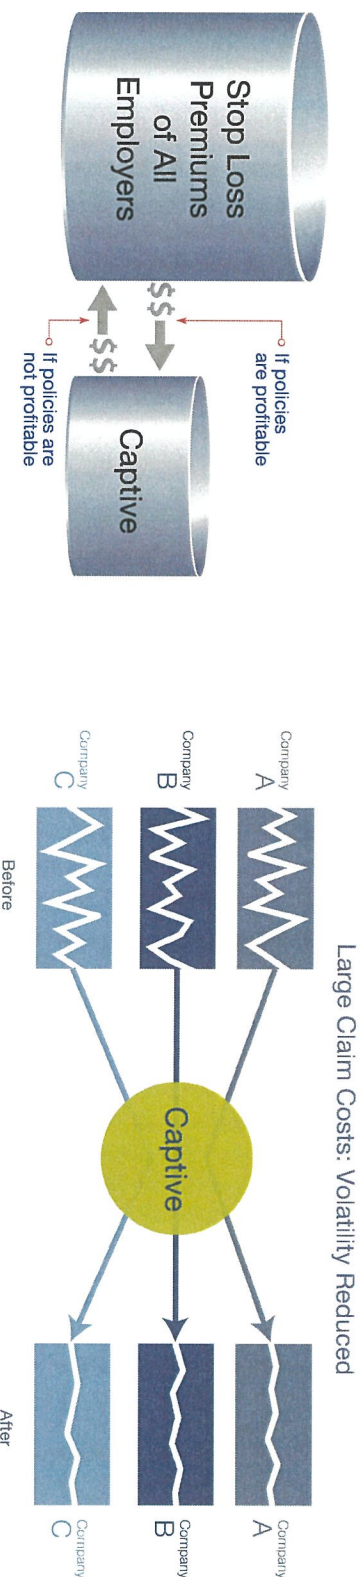 Stop Loss
Premiums
of All
Employers
$$
If policies
are profitable
$$
If policies are
not profitable
Captive
Large Claim Costs: Volatility Reduced
Company
A
Company
B
Company
C
Before
Captive
Company
A
Company
B
Company
C
After